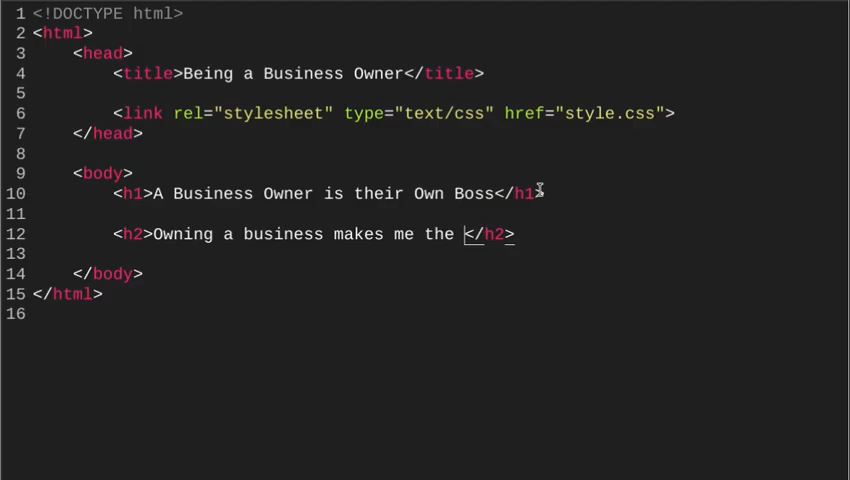 1 <!DOCTYPE html>
2 <html>
3     <head>
4         <title>Being a Business Owner</title>
5
6         <link rel="stylesheet" type="text/css" href="style.css">
7     </head>
8
9     <body>
10         <h1>A Business Owner is their Own Boss</h1>
11
12         <h2>Owning a business makes me the </h2>
13
14     </body>
15 </html>
16